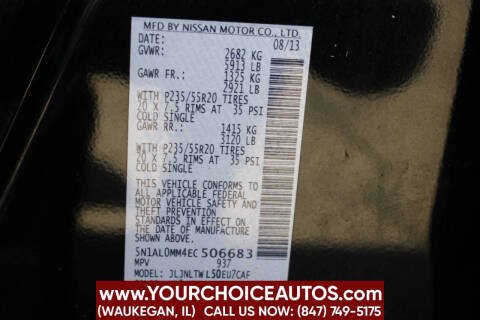 MFD BY NISSAN MOTOR CO., LTD.
DATE: 08/13
GVWR: 2682 KG
5913 LB
GAWR FR.: 1325 KG
2921 LB
WITH P235/55R20 TIRES
20 X 7.5 RIMS AT 35 PSI
COLD SINGLE
GAWR RR.: 1415 KG
3120 LB
WITH P235/55R20 TIRES
20 X 7.5 RIMS AT 35 PSI
COLD SINGLE
THIS VEHICLE CONFORMS TO
ALL APPLICABLE FEDERAL
MOTOR VEHICLE SAFETY AND
THEFT PREVENTION
STANDARDS IN EFFECT
ON THE DATE OF
MANUFACTURE SHOWN
ABOVE.
5N1AL0MM4EC506683
MPV 937
MODEL: JLJNLTWL50EU7CAF
WWW.YOURCHOICEAUTOS.COM
(WAUKEGAN, IL) CALL US: (847) 749-5175